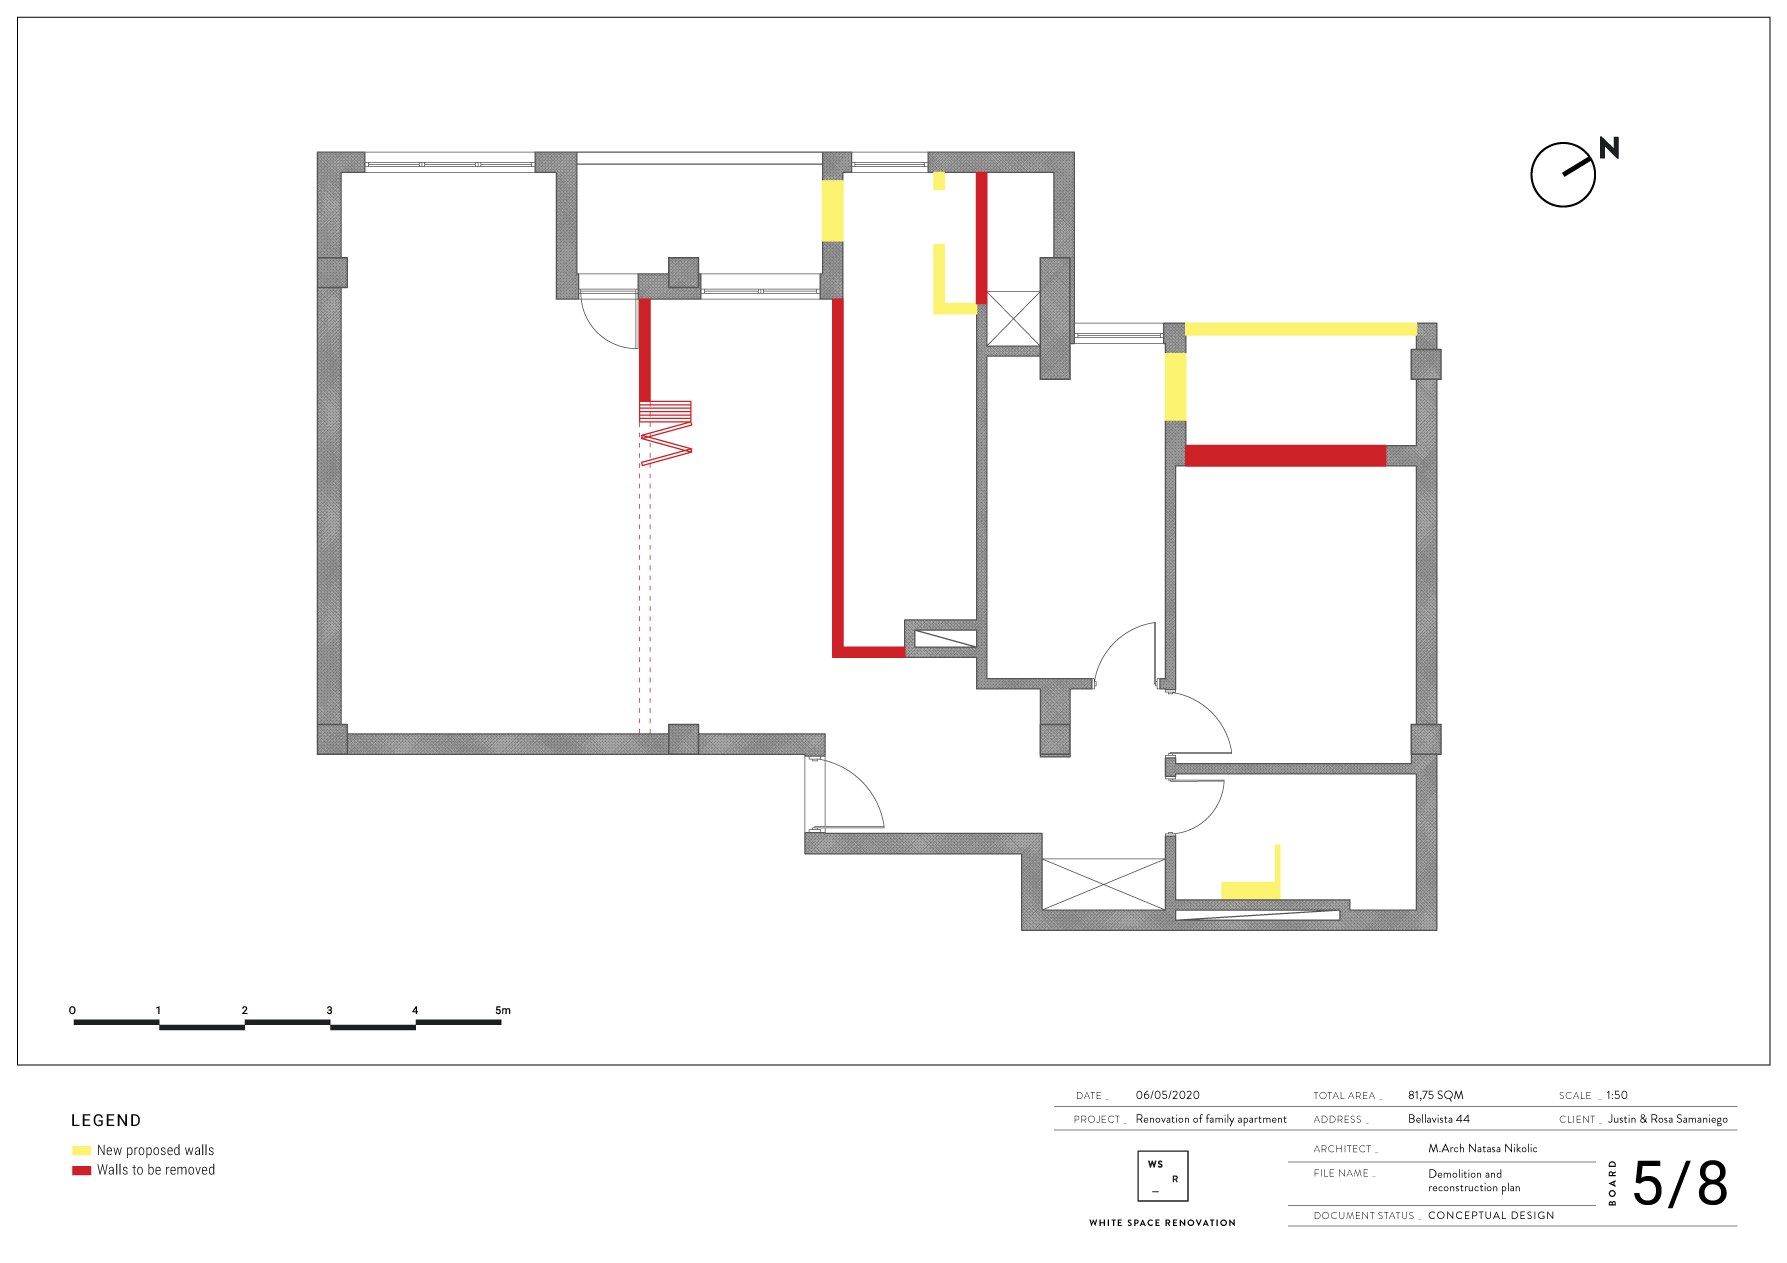 N
0 1 2 3 4 5m
LEGEND
New proposed walls
Walls to be removed
DATE _ 06/05/2020 TOTAL AREA _ 81,75 SQM SCALE _ 1:50
PROJECT _ Renovation of family apartment ADDRESS _ Bellavista 44 CLIENT _ Justin & Rosa Samaniego
WS
R
_
WHITE SPACE RENOVATION
ARCHITECT _ M.Arch Natasa Nikolic
FILE NAME _ Demolition and
reconstruction plan
DOCUMENT STATUS _ CONCEPTUAL DESIGN
BOARD 5/8